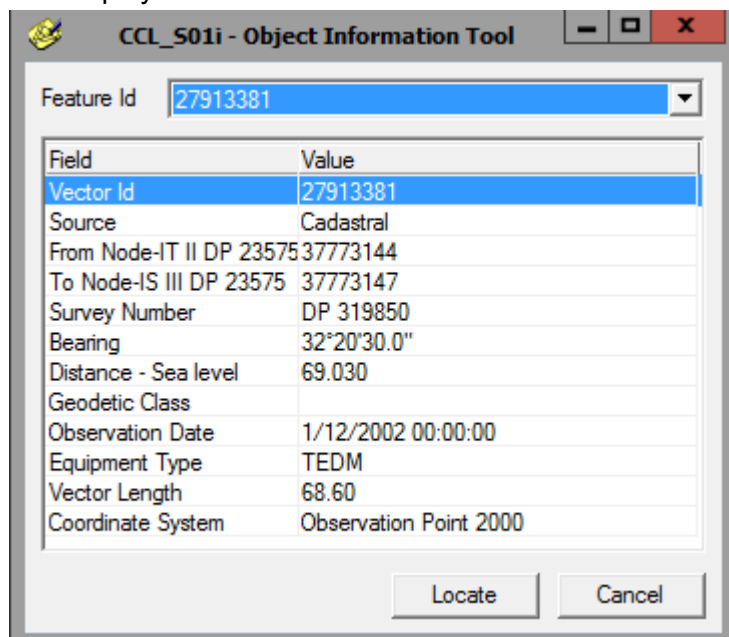 CCL_S01i - Object Information Tool
Feature Id 27913381
Field Value
Vector Id 27913381
Source Cadastral
From Node-IT II DP 23575 37773144
To Node-IS III DP 23575 37773147
Survey Number DP 319850
Bearing 32°20'30.0"
Distance - Sea level 69.030
Geodetic Class
Observation Date 1/12/2002 00:00:00
Equipment Type TEDM
Vector Length 68.60
Coordinate System Observation Point 2000
Locate Cancel